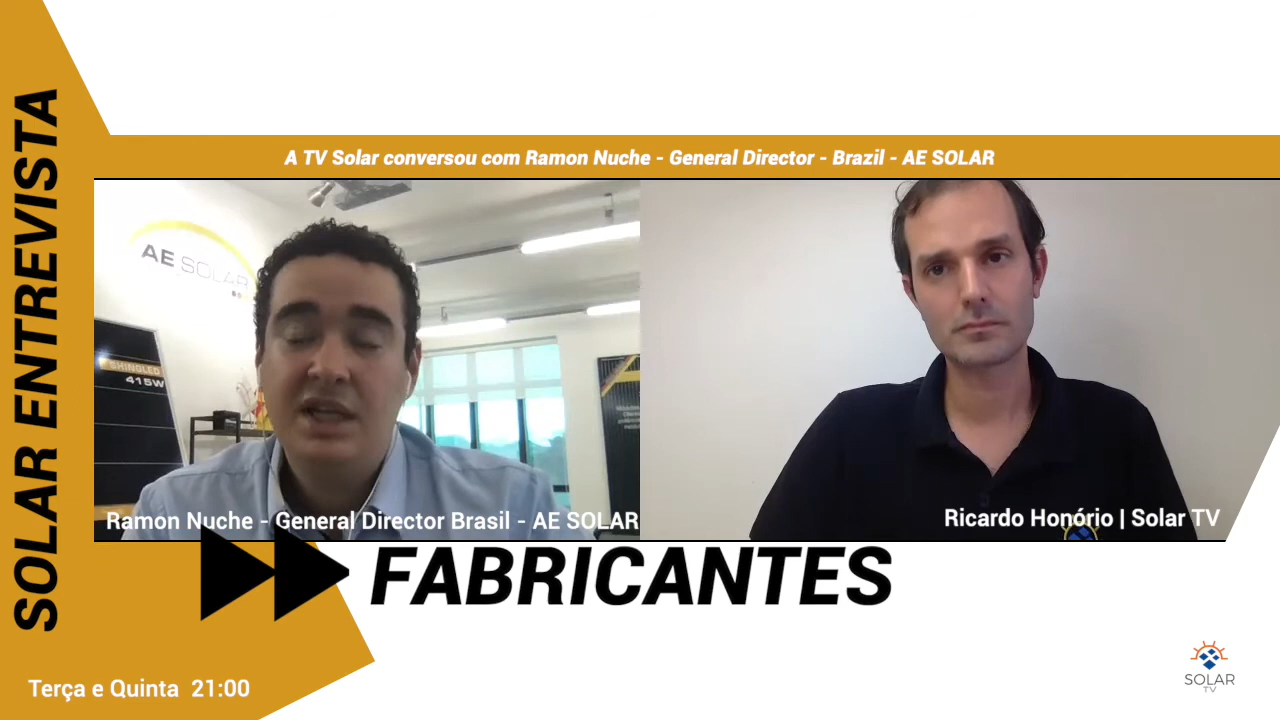 SOLAR ENTREVISTA
A TV Solar conversou com Ramon Nuche - General Director - Brazil - AE SOLAR
AE SOLAR
SHINGLED
415W
Ramon Nuche - General Director Brasil - AE SOLAR
Ricardo Honório | Solar TV
FABRICANTES
Terça e Quinta 21:00
SOLAR
TV